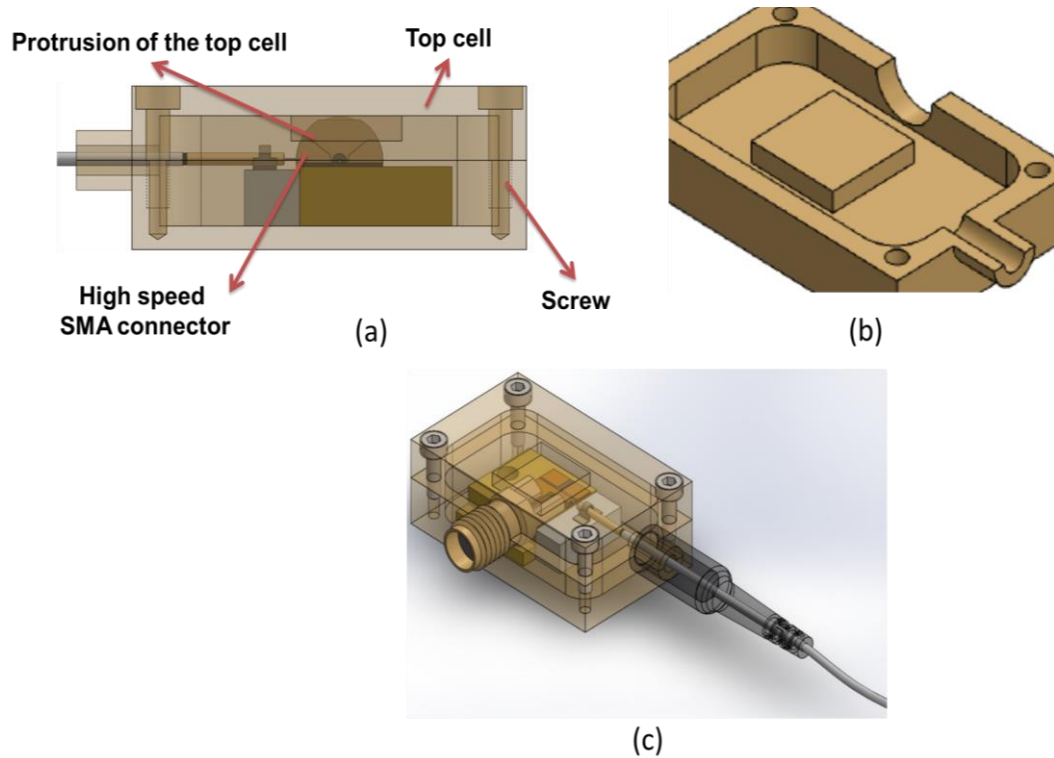 Protrusion of the top cell
Top cell
High speed
SMA connector
Screw
(a)
(b)
(c)